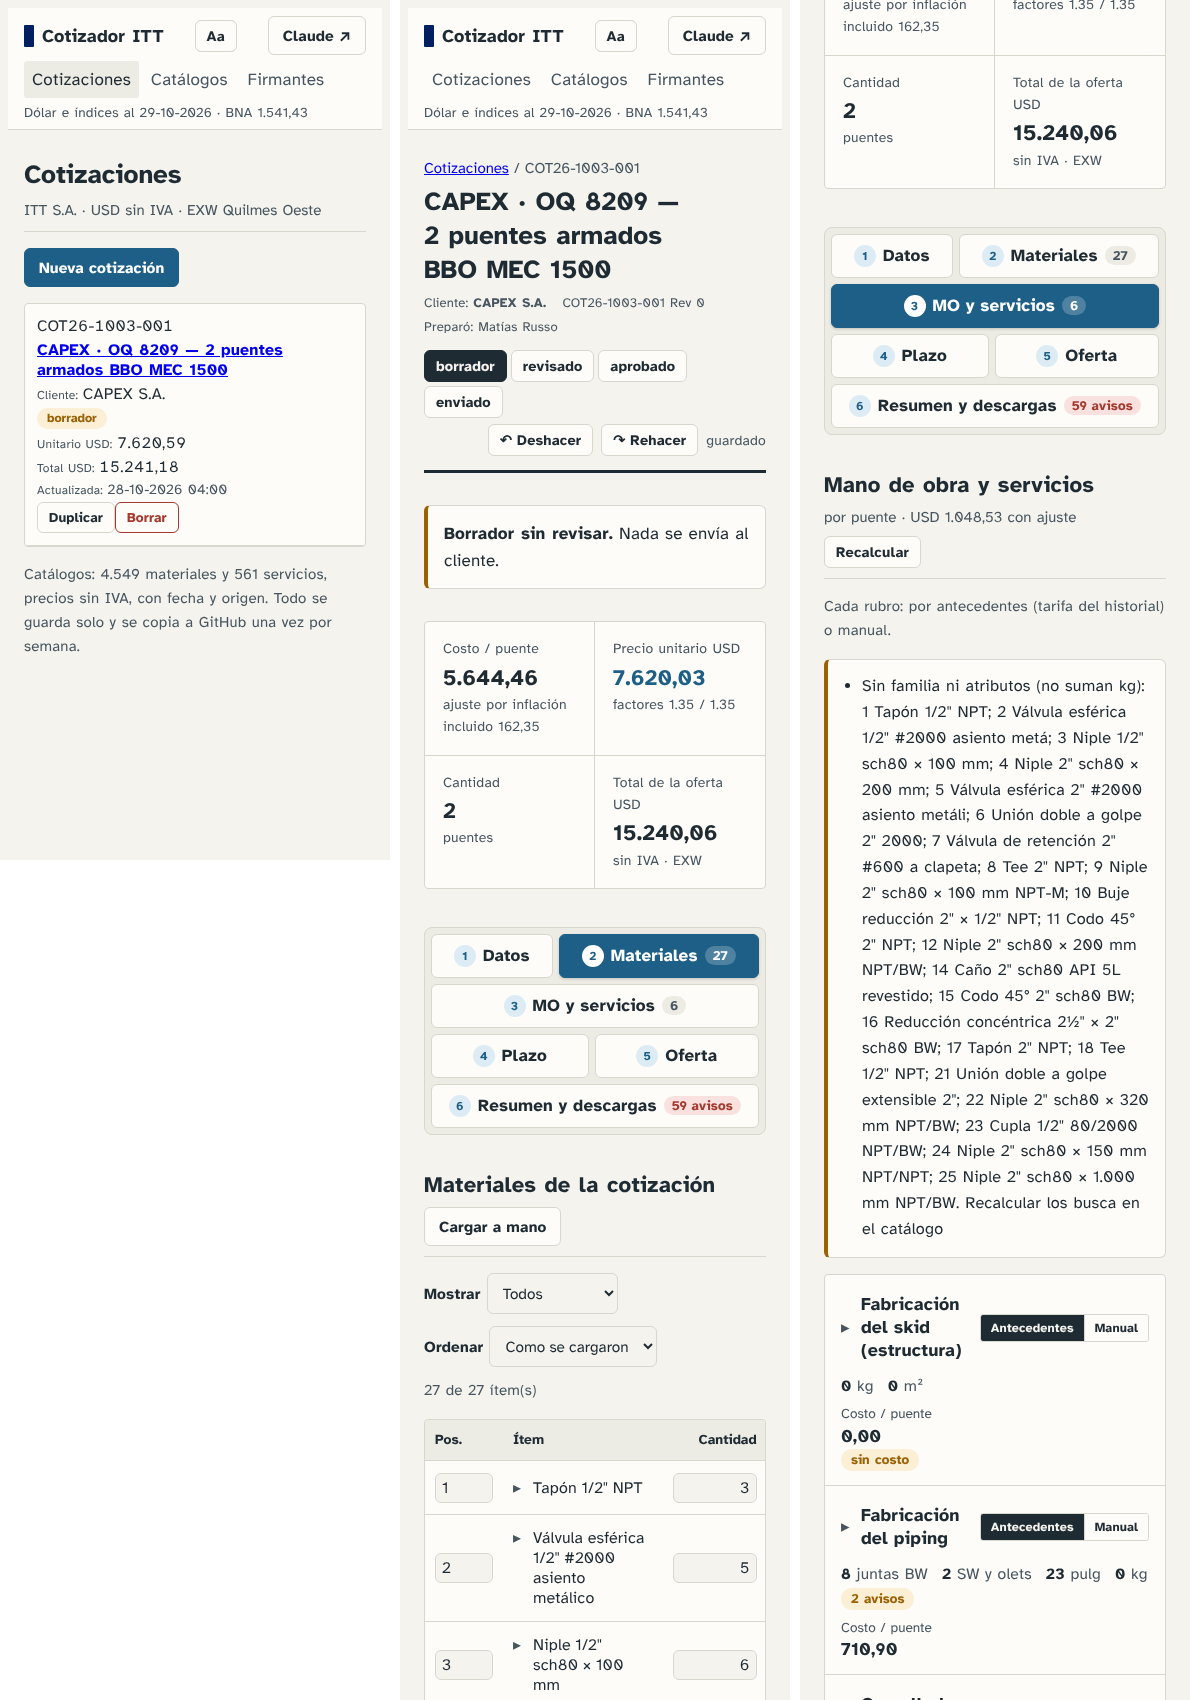 Cotizador ITT
Aa
Claude ↗
Cotizaciones
Catálogos
Firmantes
Dólar e índices al 29-10-2026 · BNA 1.541,43
Cotizaciones
ITT S.A. · USD sin IVA · EXW Quilmes Oeste
Nueva cotización
COT26-1003-001
CAPEX · OQ 8209 — 2 puentes
armados BBO MEC 1500
Cliente: CAPEX S.A.
borrador
Unitario USD: 7.620,59
Total USD: 15.241,18
Actualizada: 28-10-2026 04:00
Duplicar
Borrar
Catálogos: 4.549 materiales y 561 servicios,
precios sin IVA, con fecha y origen. Todo se
guarda solo y se copia a GitHub una vez por
semana.
Cotizador ITT
Aa
Claude ↗
Cotizaciones
Catálogos
Firmantes
Dólar e índices al 29-10-2026 · BNA 1.541,43
Cotizaciones / COT26-1003-001
CAPEX · OQ 8209 —
2 puentes armados
BBO MEC 1500
Cliente: CAPEX S.A. COT26-1003-001 Rev 0
Preparó: Matías Russo
borrador
revisado
aprobado
enviado
↶ Deshacer
↷ Rehacer
guardado
Borrador sin revisar. Nada se envía al
cliente.
Costo / puente
5.644,46
ajuste por inflación
incluido 162,35
Precio unitario USD
7.620,03
factores 1.35 / 1.35
Cantidad
2
puentes
Total de la oferta
USD
15.240,06
sin IVA · EXW
1 Datos
2 Materiales 27
3 MO y servicios 6
4 Plazo
5 Oferta
6 Resumen y descargas 59 avisos
Materiales de la cotización
Cargar a mano
Mostrar Todos
Ordenar Como se cargaron
27 de 27 ítem(s)
Pos. Ítem Cantidad
1 ▸ Tapón 1/2" NPT 3
2 ▸ Válvula esférica
1/2" #2000
asiento
metálico
5
3 ▸ Niple 1/2"
sch80 × 100
mm
6
ajuste por inflación
incluido 162,35
factores 1.35 / 1.35
Cantidad
2
puentes
Total de la oferta
USD
15.240,06
sin IVA · EXW
1 Datos
2 Materiales 27
3 MO y servicios 6
4 Plazo
5 Oferta
6 Resumen y descargas 59 avisos
Mano de obra y servicios
por puente · USD 1.048,53 con ajuste
Recalcular
Cada rubro: por antecedentes (tarifa del historial)
o manual.
• Sin familia ni atributos (no suman kg):
1 Tapón 1/2" NPT; 2 Válvula esférica
1/2" #2000 asiento metá; 3 Niple 1/2"
sch80 × 100 mm; 4 Niple 2" sch80 ×
200 mm; 5 Válvula esférica 2" #2000
asiento metáli; 6 Unión doble a golpe
2" 2000; 7 Válvula de retención 2"
#600 a clapeta; 8 Tee 2" NPT; 9 Niple
2" sch80 × 100 mm NPT-M; 10 Buje
reducción 2" × 1/2" NPT; 11 Codo 45°
2" NPT; 12 Niple 2" sch80 × 200 mm
NPT/BW; 14 Caño 2" sch80 API 5L
revestido; 15 Codo 45° 2" sch80 BW;
16 Reducción concéntrica 2½" × 2"
sch80 BW; 17 Tapón 2" NPT; 18 Tee
1/2" NPT; 21 Unión doble a golpe
extensible 2"; 22 Niple 2" sch80 × 320
mm NPT/BW; 23 Cupla 1/2" 80/2000
NPT/BW; 24 Niple 2" sch80 × 150 mm
NPT/NPT; 25 Niple 2" sch80 × 1.000
mm NPT/BW. Recalcular los busca en
el catálogo
▸ Fabricación
del skid
(estructura)
Antecedentes
Manual
0 kg 0 m²
Costo / puente
0,00
sin costo
▸ Fabricación
del piping
Antecedentes
Manual
8 juntas BW 2 SW y olets 23 pulg 0 kg
2 avisos
Costo / puente
710,90